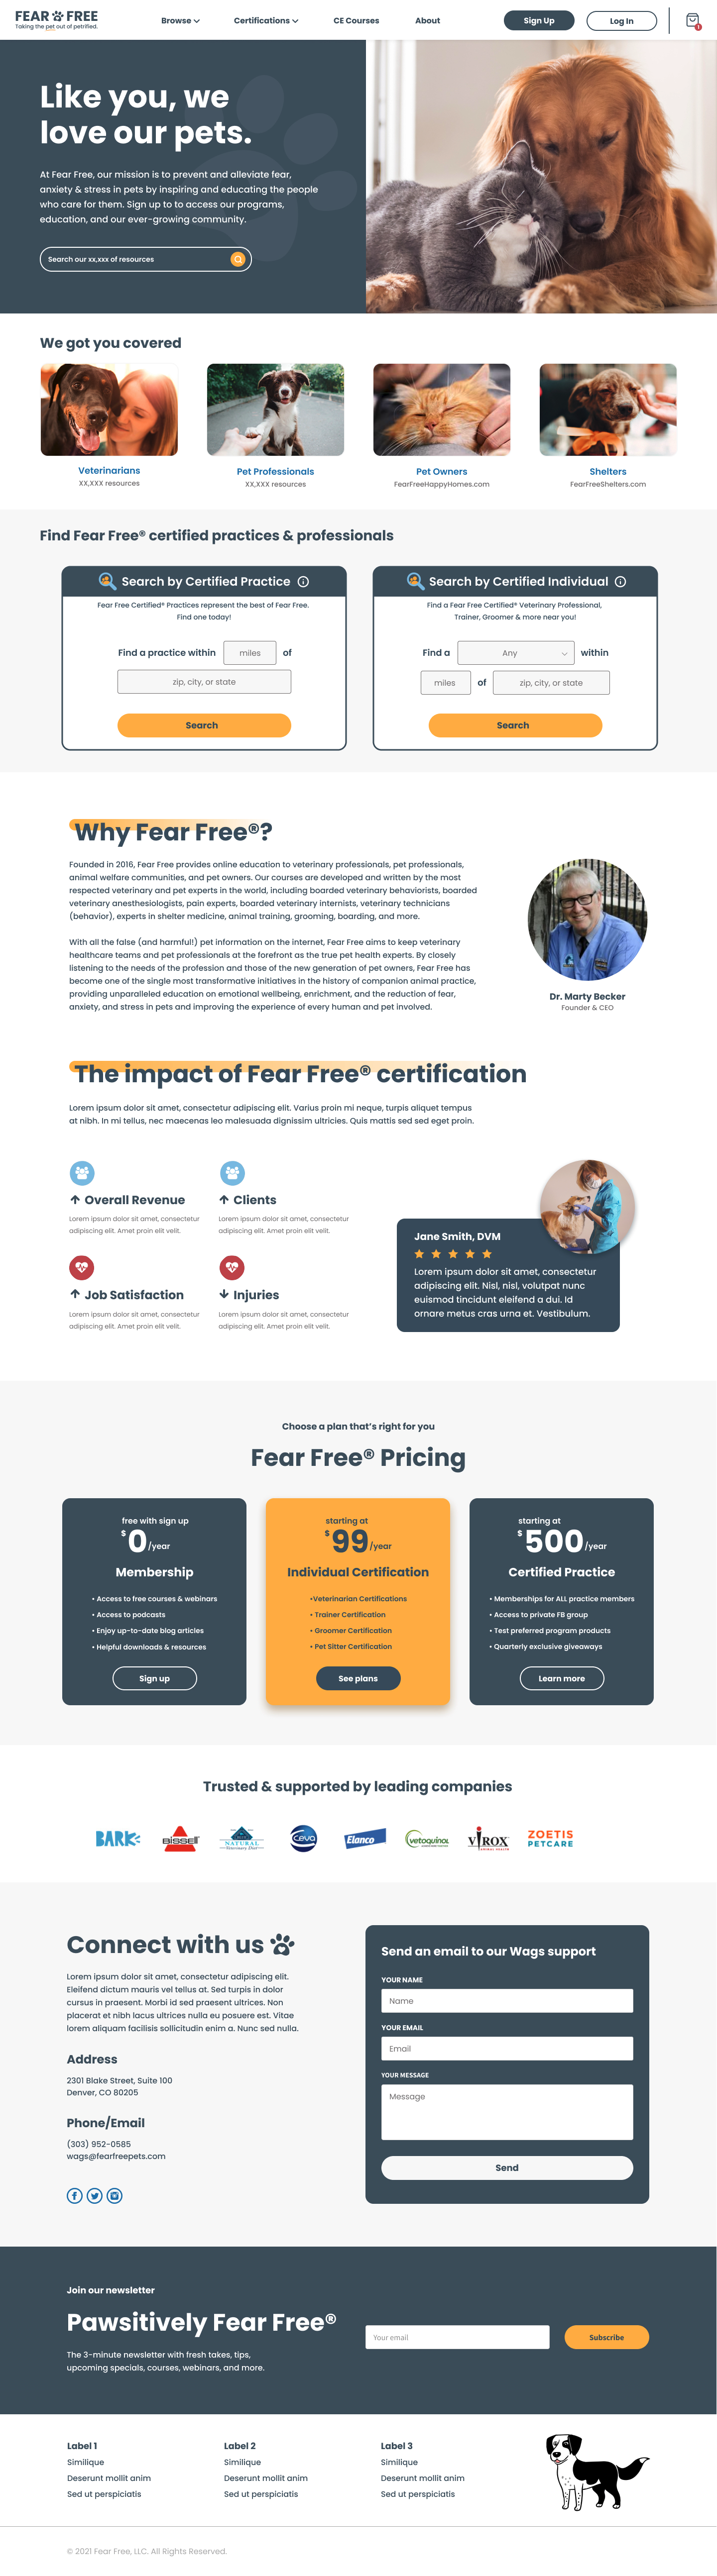 FEAR FREE
Taking the pet out of petrified.
Browse
Certifications
CE Courses
About
Sign Up
Log In
1
Like you, we
love our pets.
At Fear Free, our mission is to prevent and alleviate fear,
anxiety & stress in pets by inspiring and educating the people
who care for them. Sign up to to access our programs,
education, and our ever-growing community.
Search our xx,xxx of resources
We got you covered
Veterinarians
XX,XXX resources
Pet Professionals
XX,XXX resources
Pet Owners
FearFreeHappyHomes.com
Shelters
FearFreeShelters.com
Find Fear Free® certified practices & professionals
Search by Certified Practice
Fear Free Certified® Practices represent the best of Fear Free.
Find one today!
Find a practice within miles of
zip, city, or state
Search
Search by Certified Individual
Find a Fear Free Certified® Veterinary Professional,
Trainer, Groomer & more near you!
Find a Any within
miles of zip, city, or state
Search
Why Fear Free®?
Founded in 2016, Fear Free provides online education to veterinary professionals, pet professionals,
animal welfare communities, and pet owners. Our courses are developed and written by the most
respected veterinary and pet experts in the world, including boarded veterinary behaviorists, boarded
veterinary anesthesiologists, pain experts, boarded veterinary internists, veterinary technicians
(behavior), experts in shelter medicine, animal training, grooming, boarding, and more.
With all the false (and harmful!) pet information on the internet, Fear Free aims to keep veterinary
healthcare teams and pet professionals at the forefront as the true pet health experts. By closely
listening to the needs of the profession and those of the new generation of pet owners, Fear Free has
become one of the single most transformative initiatives in the history of companion animal practice,
providing unparalleled education on emotional wellbeing, enrichment, and the reduction of fear,
anxiety, and stress in pets and improving the experience of every human and pet involved.
Dr. Marty Becker
Founder & CEO
The impact of Fear Free® certification
Lorem ipsum dolor sit amet, consectetur adipiscing elit. Varius proin mi neque, turpis aliquet tempus
at nibh. In mi tellus, nec maecenas leo malesuada dignissim ultricies. Quis mattis sed sed eget proin.
Overall Revenue
Lorem ipsum dolor sit amet, consectetur
adipiscing elit. Amet proin elit velit.
Clients
Lorem ipsum dolor sit amet, consectetur
adipiscing elit. Amet proin elit velit.
Job Satisfaction
Lorem ipsum dolor sit amet, consectetur
adipiscing elit. Amet proin elit velit.
Injuries
Lorem ipsum dolor sit amet, consectetur
adipiscing elit. Amet proin elit velit.
Jane Smith, DVM
Lorem ipsum dolor sit amet, consectetur
adipiscing elit. Nisl, nisl, volutpat nunc
euismod tincidunt eleifend a dui. Id
ornare metus cras urna et. Vestibulum.
Choose a plan that's right for you
Fear Free® Pricing
free with sign up
$0/year
Membership
• Access to free courses & webinars
• Access to podcasts
• Enjoy up-to-date blog articles
• Helpful downloads & resources
Sign up
starting at
$99/year
Individual Certification
•Veterinarian Certifications
• Trainer Certification
• Groomer Certification
• Pet Sitter Certification
See plans
starting at
$500/year
Certified Practice
• Memberships for ALL practice members
• Access to private FB group
• Test preferred program products
• Quarterly exclusive giveaways
Learn more
Trusted & supported by leading companies
BARK
BISSELL
NATURAL
Veterinary Diet
Ceva
Elanco
vetoquinol
VIROX
ANIMAL HEALTH
ZOETIS
PETCARE
Connect with us
Lorem ipsum dolor sit amet, consectetur adipiscing elit.
Eleifend dictum mauris vel tellus at. Sed turpis in dolor
cursus in praesent. Morbi id sed praesent ultrices. Non
placerat et nibh lacus ultrices nulla eu posuere est. Vitae
lorem aliquam facilisis sollicitudin enim a. Nunc sed nulla.
Address
2301 Blake Street, Suite 100
Denver, CO 80205
Phone/Email
(303) 952-0585
wags@fearfreepets.com
Send an email to our Wags support
YOUR NAME
Name
YOUR EMAIL
Email
YOUR MESSAGE
Message
Send
Join our newsletter
Pawsitively Fear Free®
The 3-minute newsletter with fresh takes, tips,
upcoming specials, courses, webinars, and more.
Your email
Subscribe
Label 1
Similique
Deserunt mollit anim
Sed ut perspiciatis
Label 2
Similique
Deserunt mollit anim
Sed ut perspiciatis
Label 3
Similique
Deserunt mollit anim
Sed ut perspiciatis
© 2021 Fear Free, LLC. All Rights Reserved.